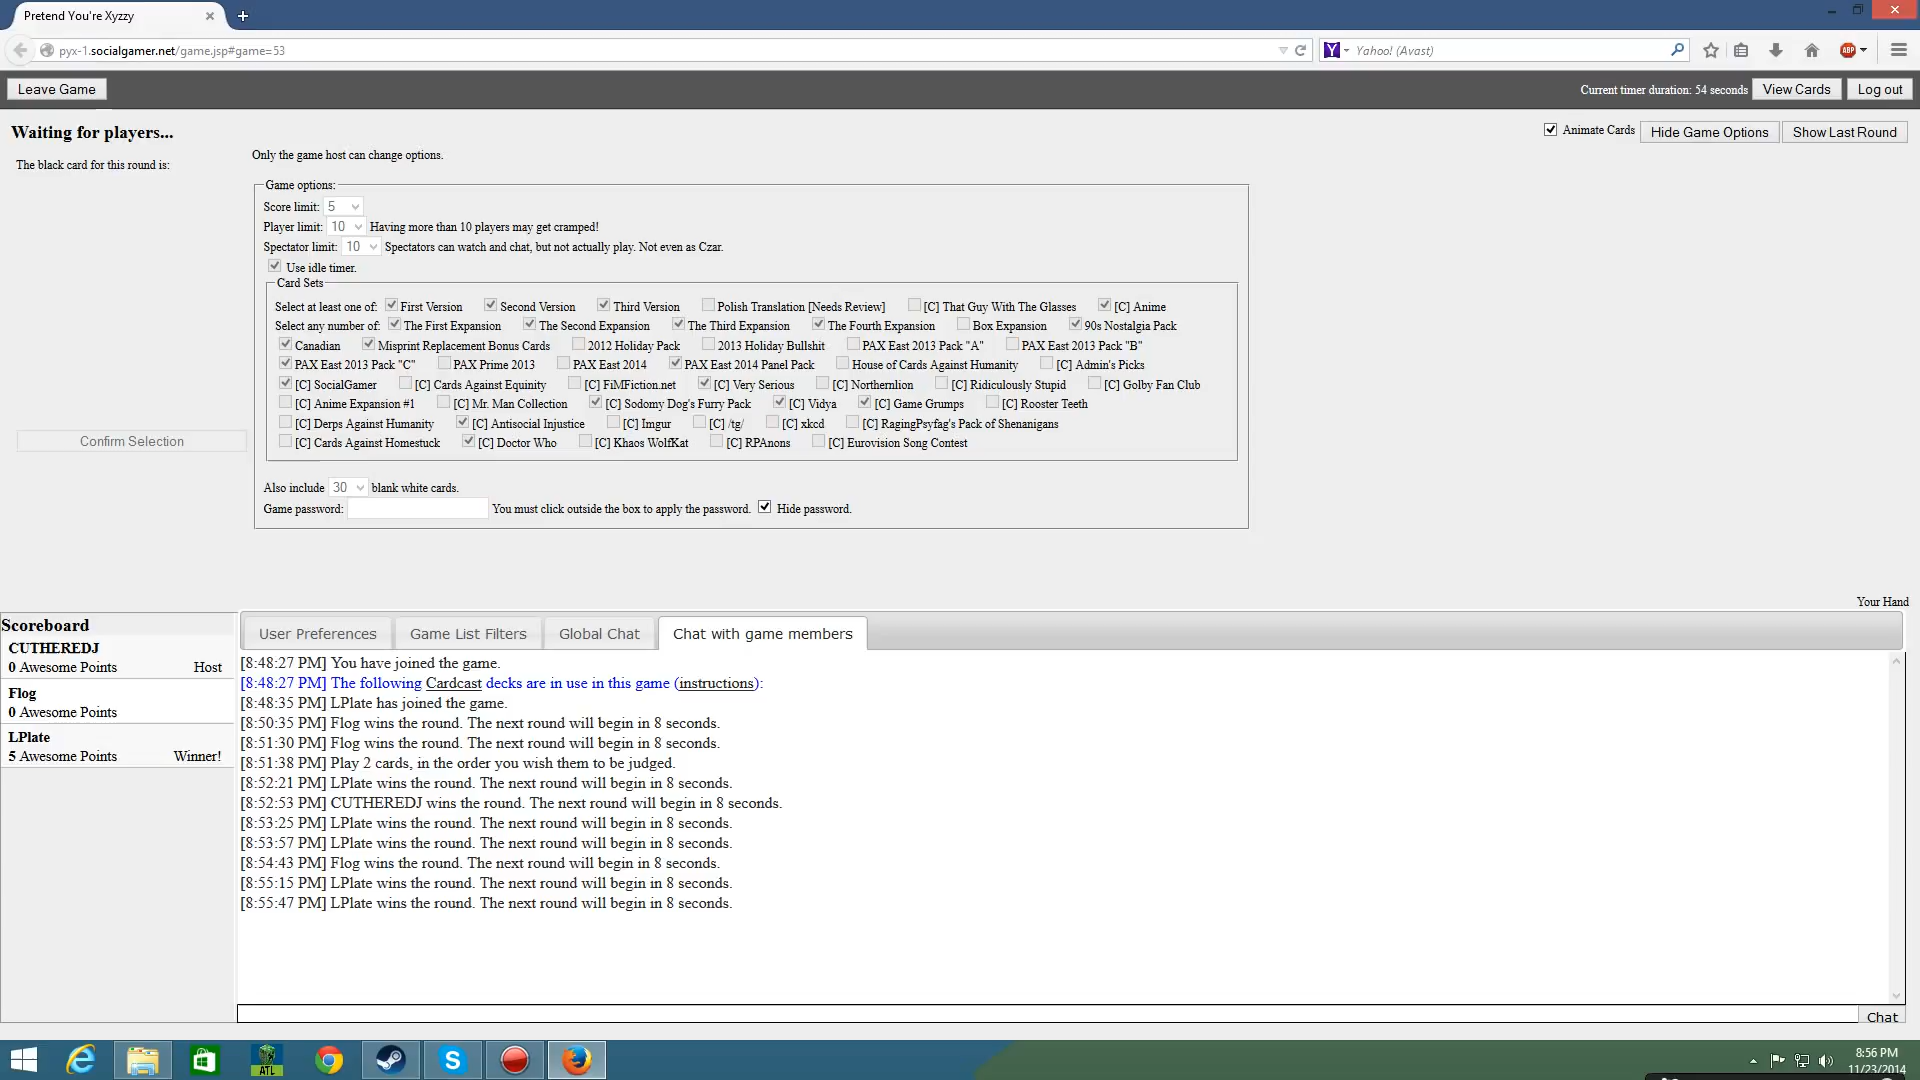 Pretend You're Xyzzy
pyx-1.socialgamer.net/game.jsp#game=53
Yahoo! (Avast)
ABP
Leave Game
Current timer duration: 54 seconds
View Cards
Log out
Waiting for players...
Animate Cards
Hide Game Options
Show Last Round
The black card for this round is:
Only the game host can change options.
Game options:
Score limit: 5
Player limit: 10 Having more than 10 players may get cramped!
Spectator limit: 10 Spectators can watch and chat, but not actually play. Not even as Czar.
Use idle timer.
Card Sets
Select at least one of: First Version Second Version Third Version Polish Translation [Needs Review] [C] That Guy With The Glasses [C] Anime
Select any number of: The First Expansion The Second Expansion The Third Expansion The Fourth Expansion Box Expansion 90s Nostalgia Pack
Canadian Misprint Replacement Bonus Cards 2012 Holiday Pack 2013 Holiday Bullshit PAX East 2013 Pack "A" PAX East 2013 Pack "B"
PAX East 2013 Pack "C" PAX Prime 2013 PAX East 2014 PAX East 2014 Panel Pack House of Cards Against Humanity [C] Admin's Picks
[C] SocialGamer [C] Cards Against Equinity [C] FiMFiction.net [C] Very Serious [C] Northernlion [C] Ridiculously Stupid [C] Golby Fan Club
[C] Anime Expansion #1 [C] Mr. Man Collection [C] Sodomy Dog's Furry Pack [C] Vidya [C] Game Grumps [C] Rooster Teeth
[C] Derps Against Humanity [C] Antisocial Injustice [C] Imgur [C] /tg/ [C] xkcd [C] RagingPsyfag's Pack of Shenanigans
[C] Cards Against Homestuck [C] Doctor Who [C] Khaos WolfKat [C] RPAnons [C] Eurovision Song Contest
Confirm Selection
Also include 30 blank white cards.
Game password: You must click outside the box to apply the password. Hide password.
Your Hand
Scoreboard
CUTHEREDJ
0 Awesome Points Host
Flog
0 Awesome Points
LPlate
5 Awesome Points Winner!
User Preferences
Game List Filters
Global Chat
Chat with game members
[8:48:27 PM] You have joined the game.
[8:48:27 PM] The following Cardcast decks are in use in this game (instructions):
[8:48:35 PM] LPlate has joined the game.
[8:50:35 PM] Flog wins the round. The next round will begin in 8 seconds.
[8:51:30 PM] Flog wins the round. The next round will begin in 8 seconds.
[8:51:38 PM] Play 2 cards, in the order you wish them to be judged.
[8:52:21 PM] LPlate wins the round. The next round will begin in 8 seconds.
[8:52:53 PM] CUTHEREDJ wins the round. The next round will begin in 8 seconds.
[8:53:25 PM] LPlate wins the round. The next round will begin in 8 seconds.
[8:53:57 PM] LPlate wins the round. The next round will begin in 8 seconds.
[8:54:43 PM] Flog wins the round. The next round will begin in 8 seconds.
[8:55:15 PM] LPlate wins the round. The next round will begin in 8 seconds.
[8:55:47 PM] LPlate wins the round. The next round will begin in 8 seconds.
Chat
ATL
8:56 PM
11/23/2014